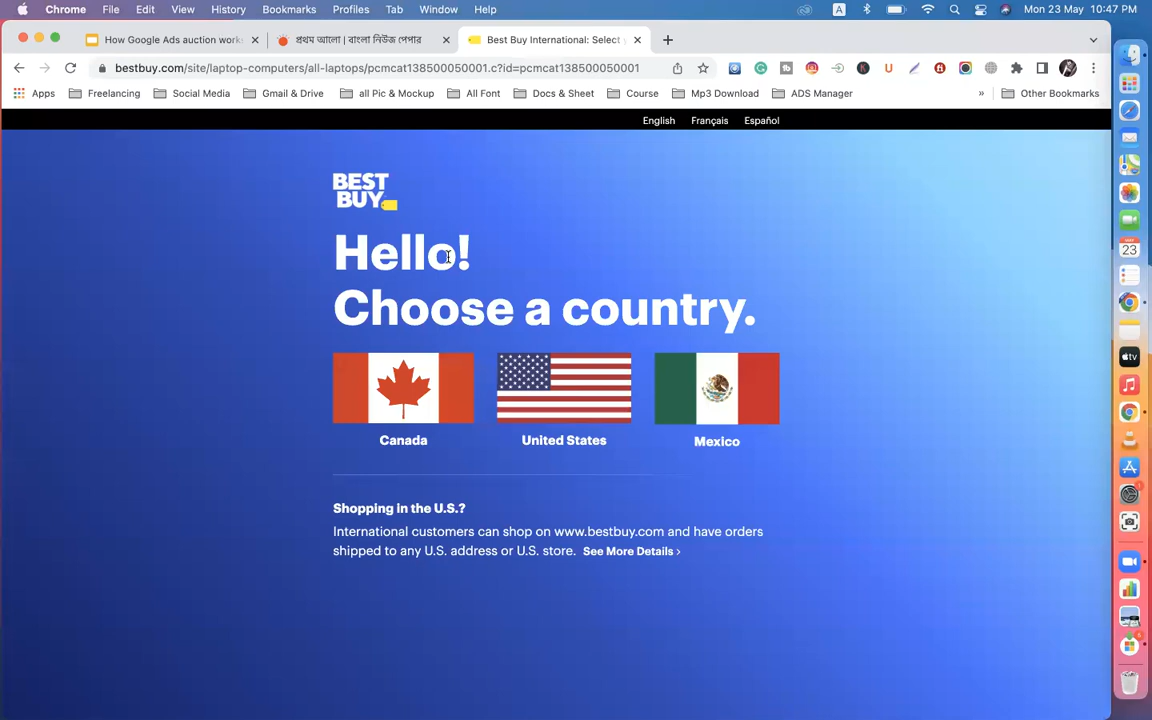 Chrome File Edit View History Bookmarks Profiles Tab Window Help A Mon 23 May 10:47 PM
How Google Ads auction works প্রথম আলো | বাংলা নিউজ পেপার Best Buy International: Select
bestbuy.com/site/laptop-computers/all-laptops/pcmcat138500050001.c?id=pcmcat138500050001
Apps Freelancing Social Media Gmail & Drive all Pic & Mockup All Font Docs & Sheet Course Mp3 Download ADS Manager » Other Bookmarks
English Français Español
BEST
BUY
Hello!
Choose a country.
Canada United States Mexico
Shopping in the U.S.?
International customers can shop on www.bestbuy.com and have orders
shipped to any U.S. address or U.S. store. See More Details ›
23
tv